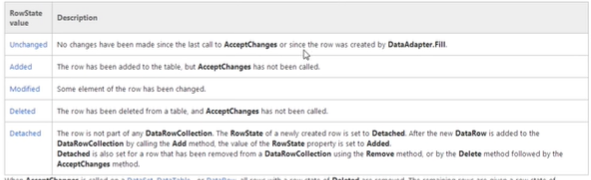 RowState
value
Description
Unchanged No changes have been made since the last call to AcceptChanges or since the row was created by DataAdapter.Fill.
Added The row has been added to the table, but AcceptChanges has not been called.
Modified Some element of the row has been changed.
Deleted The row has been deleted from a table, and AcceptChanges has not been called.
Detached The row is not part of any DataRowCollection. The RowState of a newly created row is set to Detached. After the new DataRow is added to the
DataRowCollection by calling the Add method, the value of the RowState property is set to Added.
Detached is also set for a row that has been removed from a DataRowCollection using the Remove method, or by the Delete method followed by the
AcceptChanges method.
When AcceptChanges is called on a DataSet, DataTable, or DataRow, all rows with a row state of Deleted are removed. The remaining rows are given a row state of